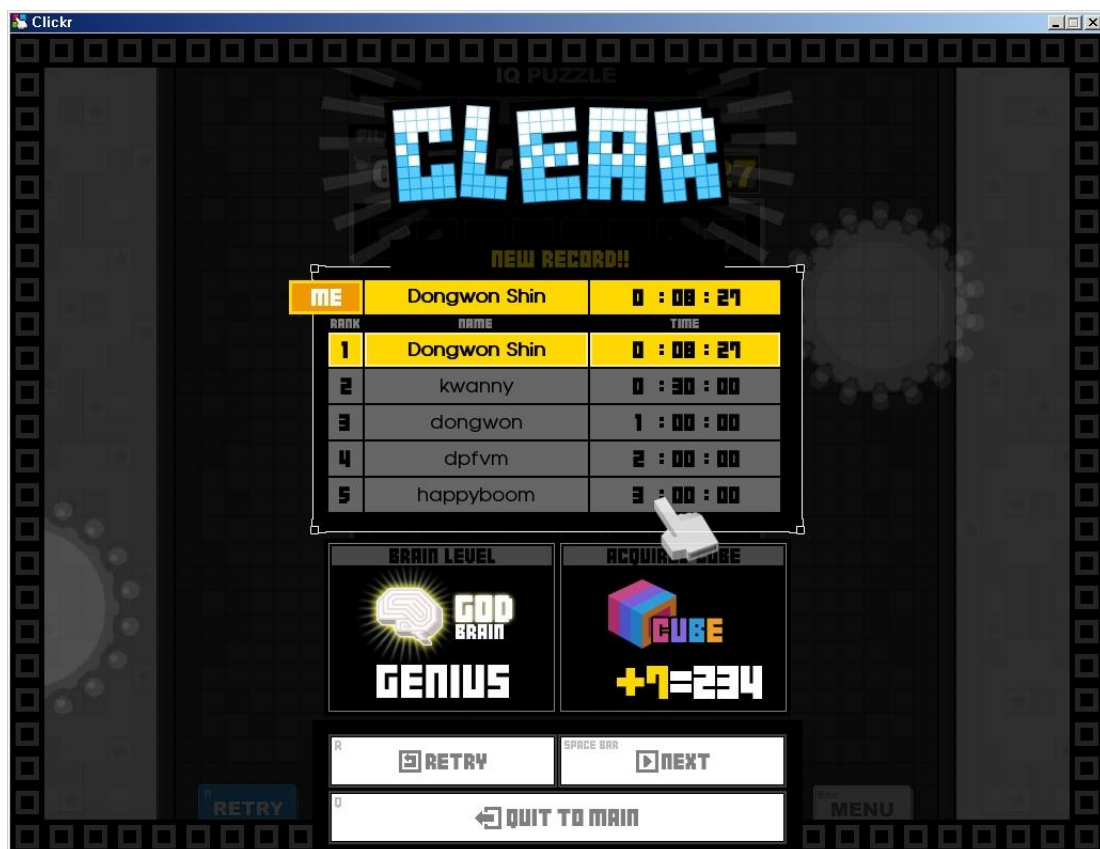 Clickr
IQ PUZZLE
CLEAR
27
NEW RECORD!!
ME Dongwon Shin 0 : 08 : 27
RANK NAME TIME
1 Dongwon Shin 0 : 08 : 27
2 kwanny 0 : 30 : 00
3 dongwon 1 : 00 : 00
4 dpfvm 2 : 00 : 00
5 happyboom 3 : 00 : 00
BRAIN LEVEL
GOD
BRAIN
GENIUS
CUBE
CUBE
+7=234
R RETRY
SPACE BAR NEXT
Q QUIT TO MAIN
R
RETRY
Esc
MENU